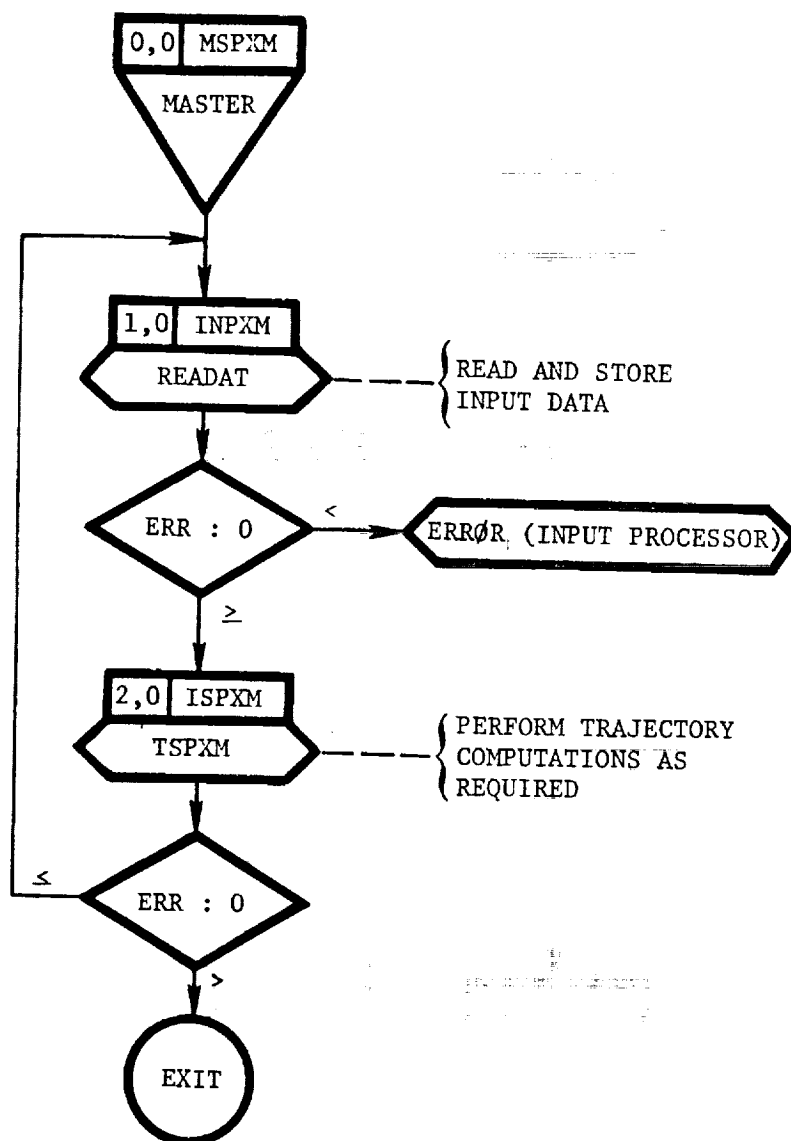 0,0 MSPXM
MASTER
1,0 INPXM
READAT
READ AND STORE
INPUT DATA
ERR : 0
<
ERRØR (INPUT PROCESSOR)
≥
2,0 ISPXM
TSPXM
PERFORM TRAJECTORY
COMPUTATIONS AS
REQUIRED
≤
ERR : 0
>
EXIT